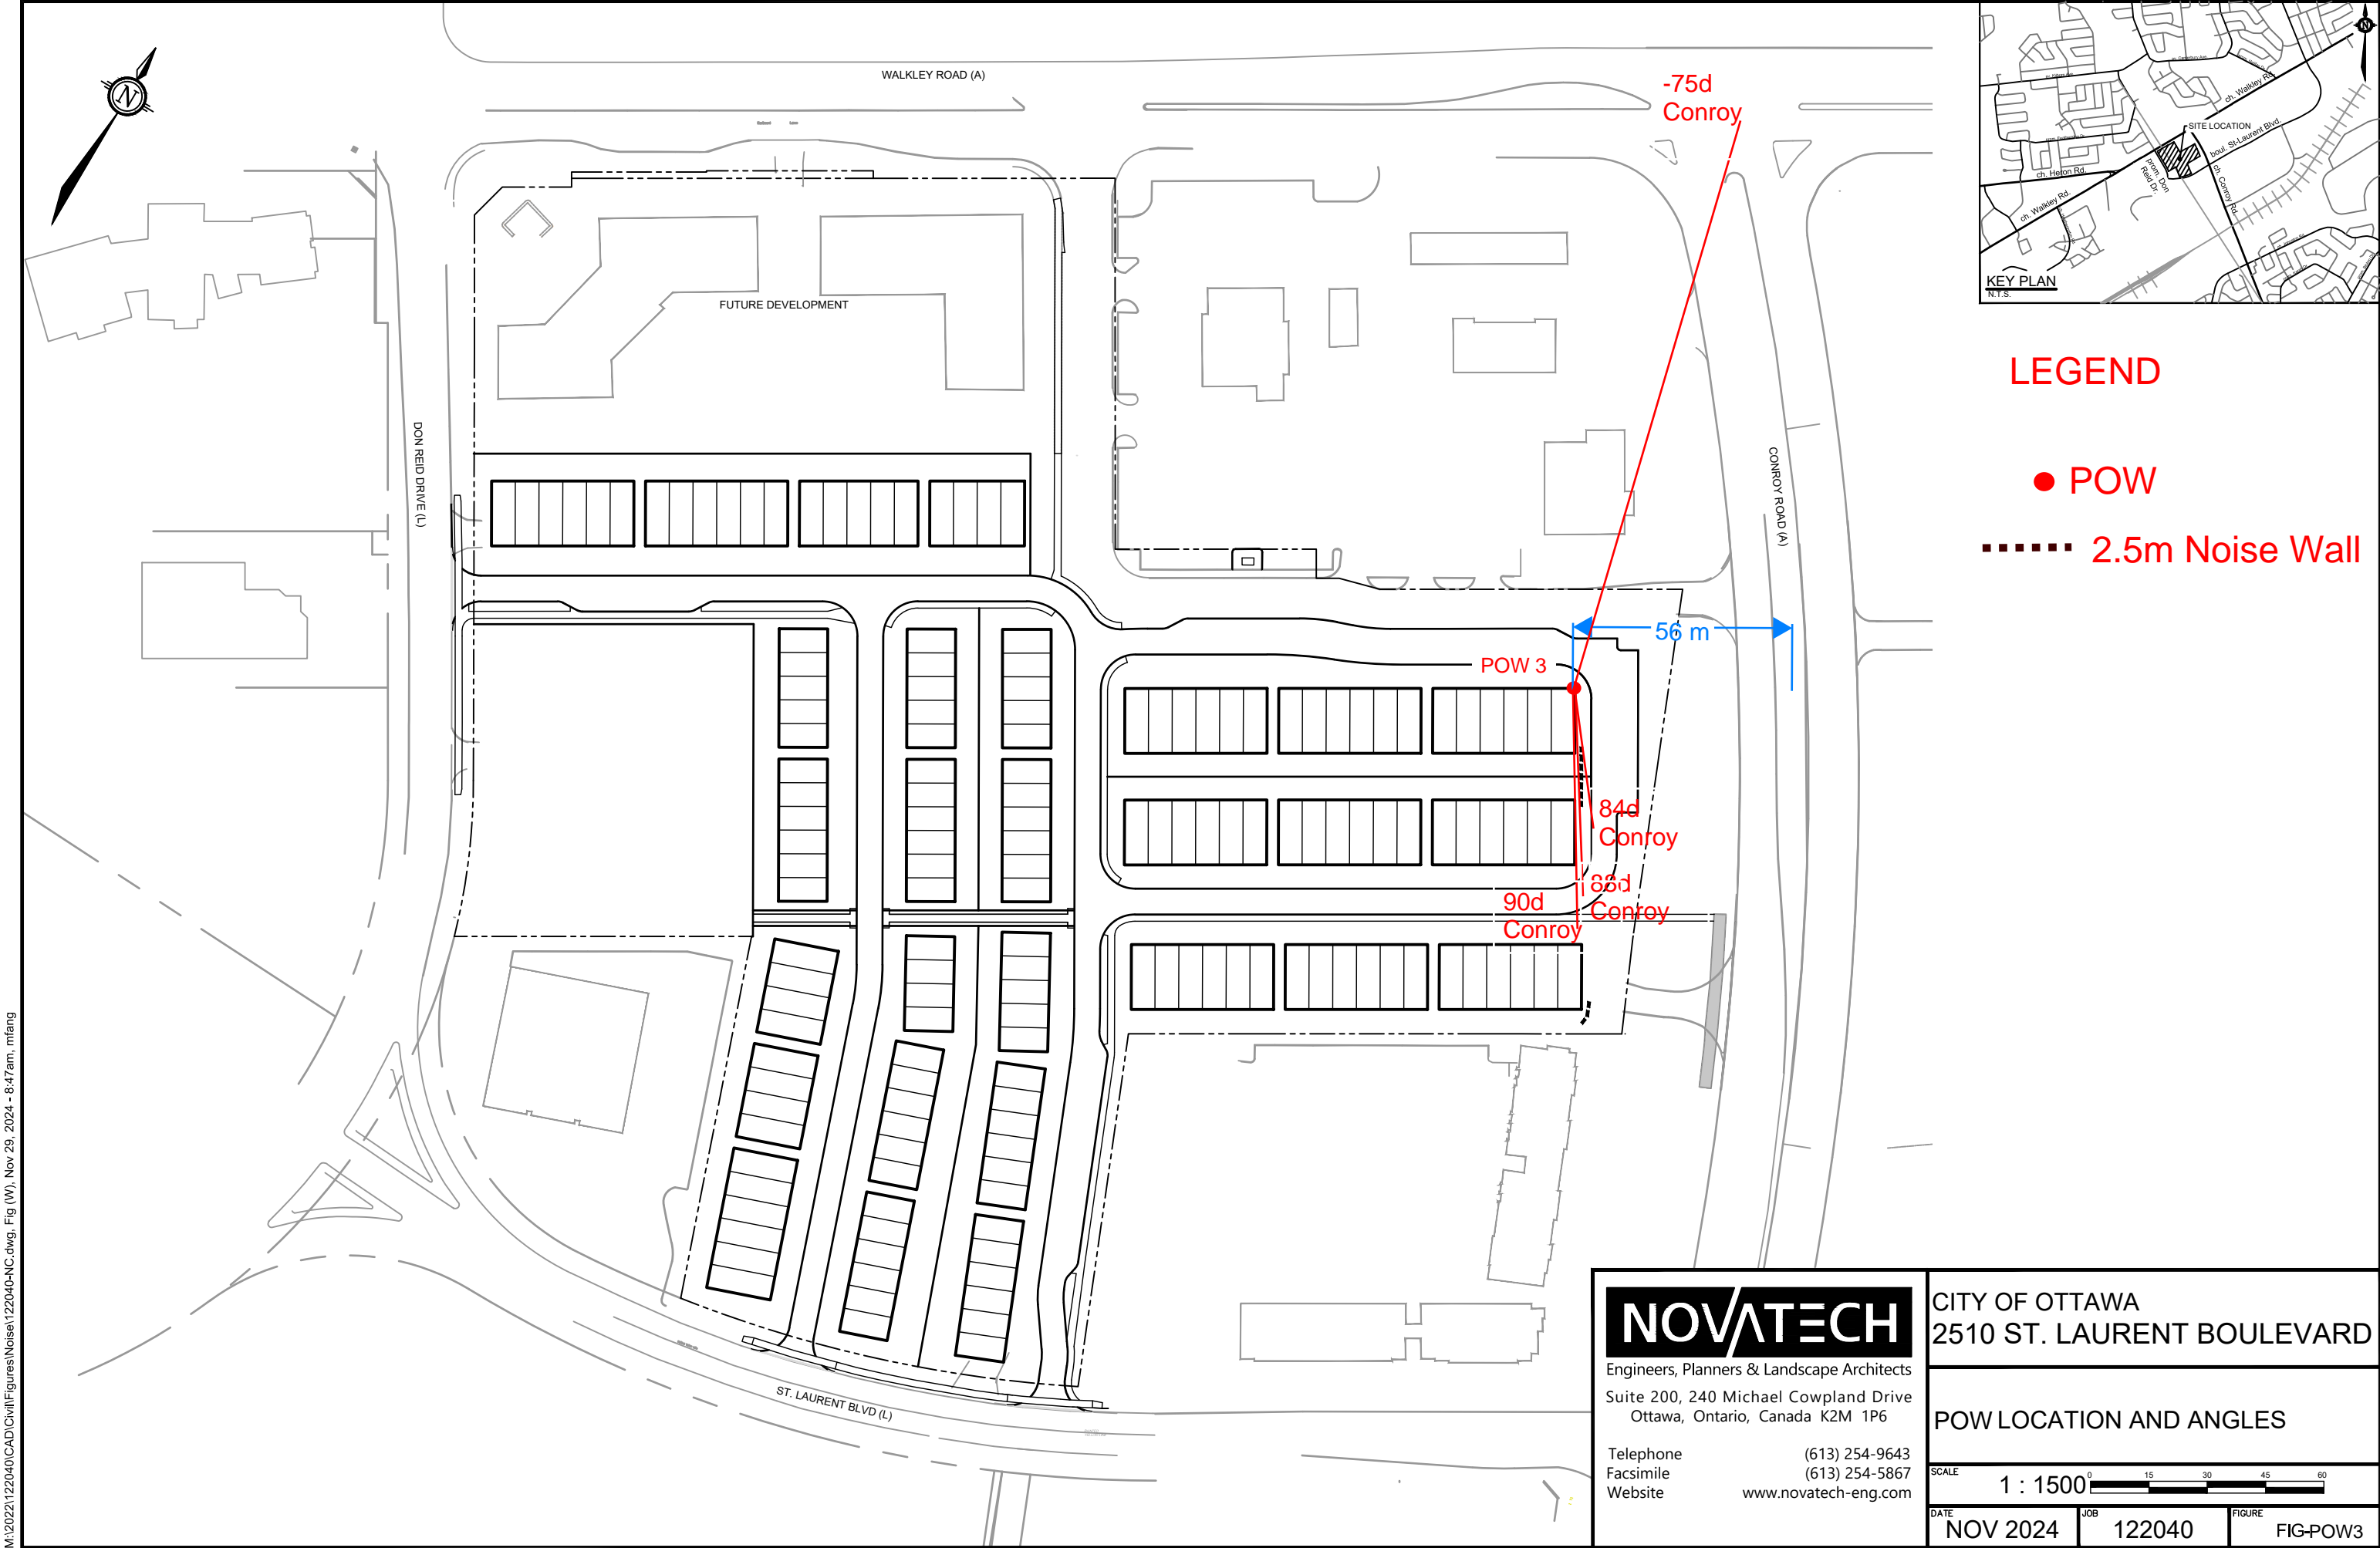 WALKLEY ROAD (A)
-75d
Conroy
N
FUTURE DEVELOPMENT
DON REID DRIVE (L)
CONROY ROAD (A)
56 m
POW 3
84d
Conroy
88d
Conroy
90d
Conroy
ST. LAURENT BLVD (L)
N
ch. Walkley Rd.
SITE LOCATION
boul. St-Laurent Blvd.
ch. Heron Rd.
prom. Don
Reid Dr.
ch. Conroy Rd.
ch. Walkley Rd.
KEY PLAN
N.T.S.
LEGEND
POW
2.5m Noise Wall
NOVATECH
Engineers, Planners & Landscape Architects
Suite 200, 240 Michael Cowpland Drive
Ottawa, Ontario, Canada K2M 1P6
Telephone (613) 254-9643
Facsimile (613) 254-5867
Website www.novatech-eng.com
CITY OF OTTAWA
2510 ST. LAURENT BOULEVARD
POW LOCATION AND ANGLES
SCALE
1 : 1500
0 15 30 45 60
DATE
NOV 2024
JOB
122040
FIGURE
FIG-POW3
M:\2022\122040\CAD\Civil\Figures\Noise\122040-NC.dwg, Fig (W), Nov 29, 2024 - 8:47am, mfang